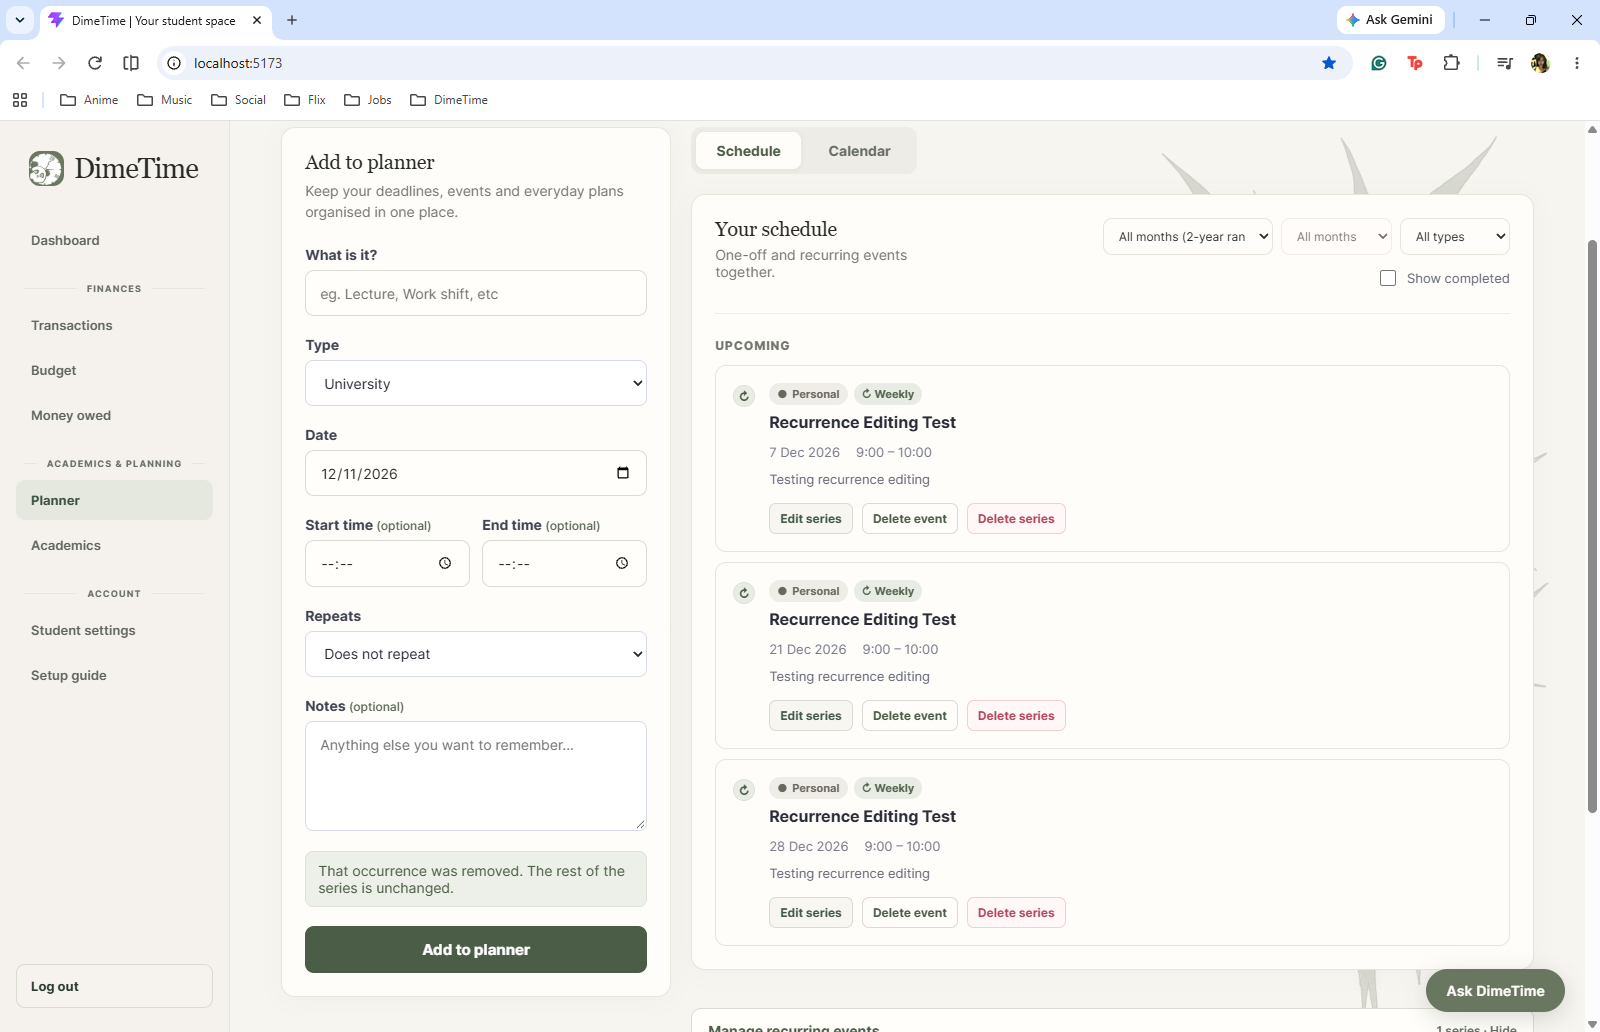 DimeTime | Your student space
Ask Gemini
localhost:5173
Anime
Music
Social
Flix
Jobs
DimeTime
DimeTime
Dashboard
FINANCES
Transactions
Budget
Money owed
ACADEMICS & PLANNING
Planner
Academics
ACCOUNT
Student settings
Setup guide
Log out
Add to planner
Keep your deadlines, events and everyday plans
organised in one place.
What is it?
eg. Lecture, Work shift, etc
Type
University
Date
12/11/2026
Start time (optional)
End time (optional)
--:--
--:--
Repeats
Does not repeat
Notes (optional)
Anything else you want to remember...
That occurrence was removed. The rest of the
series is unchanged.
Add to planner
Schedule
Calendar
Your schedule
One-off and recurring events
together.
All months (2-year ran
All months
All types
Show completed
UPCOMING
Personal
Weekly
Recurrence Editing Test
7 Dec 2026 9:00 – 10:00
Testing recurrence editing
Edit series
Delete event
Delete series
Personal
Weekly
Recurrence Editing Test
21 Dec 2026 9:00 – 10:00
Testing recurrence editing
Edit series
Delete event
Delete series
Personal
Weekly
Recurrence Editing Test
28 Dec 2026 9:00 – 10:00
Testing recurrence editing
Edit series
Delete event
Delete series
Ask DimeTime
Manage recurring events
1 series · Hide